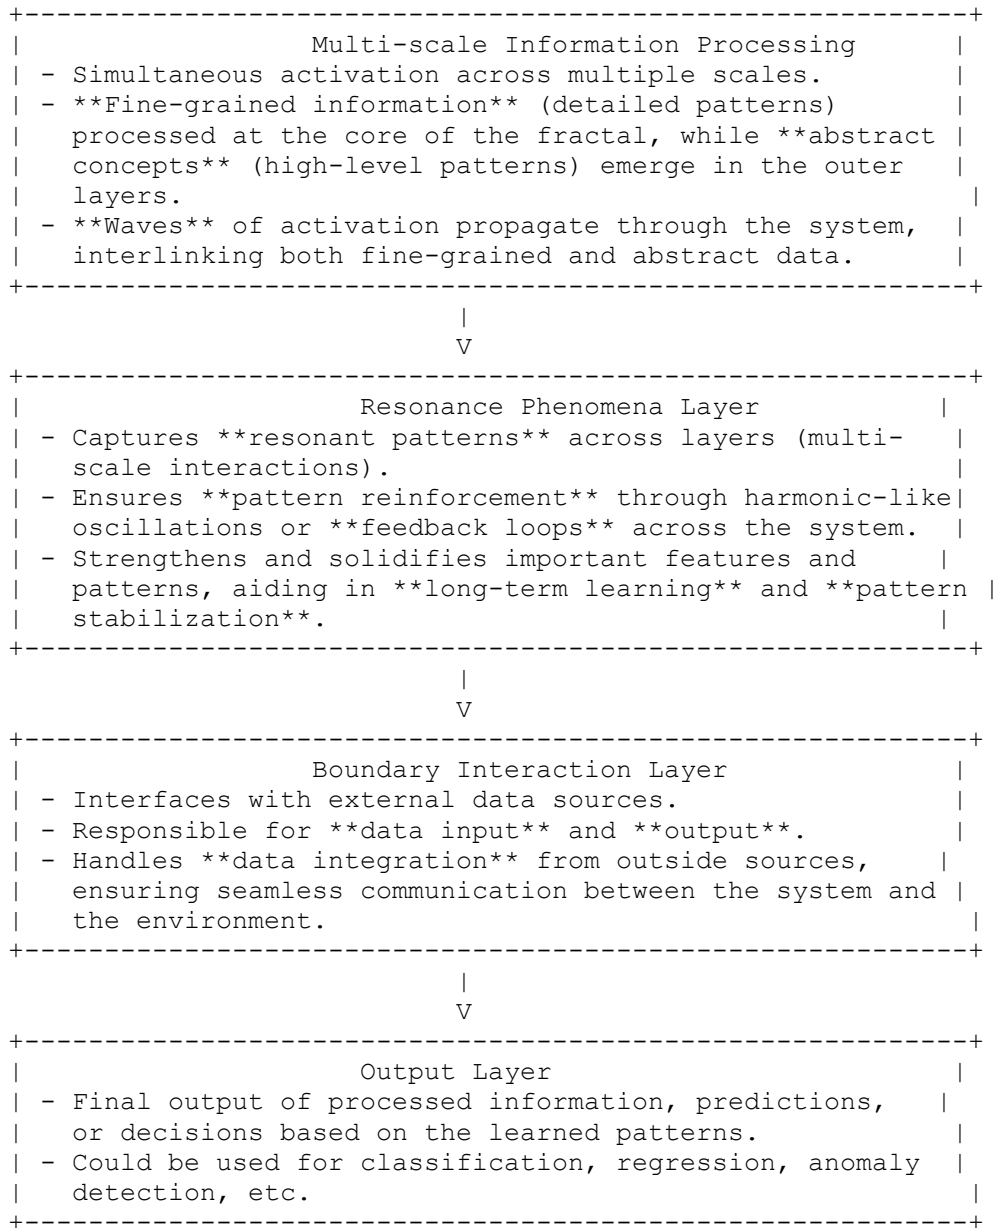 +-----------------------------------------------------------+
|                  Multi-scale Information Processing      |
| - Simultaneous activation across multiple scales.        |
| - **Fine-grained information** (detailed patterns)       |
|   processed at the core of the fractal, while **abstract |
|   concepts** (high-level patterns) emerge in the outer   |
|   layers.                                                 |
| - **Waves** of activation propagate through the system,  |
|   interlinking both fine-grained and abstract data.      |
+-----------------------------------------------------------+
                            |
                            V
+-----------------------------------------------------------+
|                     Resonance Phenomena Layer           |
| - Captures **resonant patterns** across layers (multi-   |
|   scale interactions).                                   |
| - Ensures **pattern reinforcement** through harmonic-like|
|   oscillations or **feedback loops** across the system.  |
| - Strengthens and solidifies important features and     |
|   patterns, aiding in **long-term learning** and **pattern |
|   stabilization**.                                      |
+-----------------------------------------------------------+
                            |
                            V
+-----------------------------------------------------------+
|                  Boundary Interaction Layer              |
| - Interfaces with external data sources.                 |
| - Responsible for **data input** and **output**.         |
| - Handles **data integration** from outside sources,    |
|   ensuring seamless communication between the system and |
|   the environment.                                        |
+-----------------------------------------------------------+
                            |
                            V
+-----------------------------------------------------------+
|                     Output Layer                         |
| - Final output of processed information, predictions,   |
|   or decisions based on the learned patterns.            |
| - Could be used for classification, regression, anomaly  |
|   detection, etc.                                         |
+-----------------------------------------------------------+